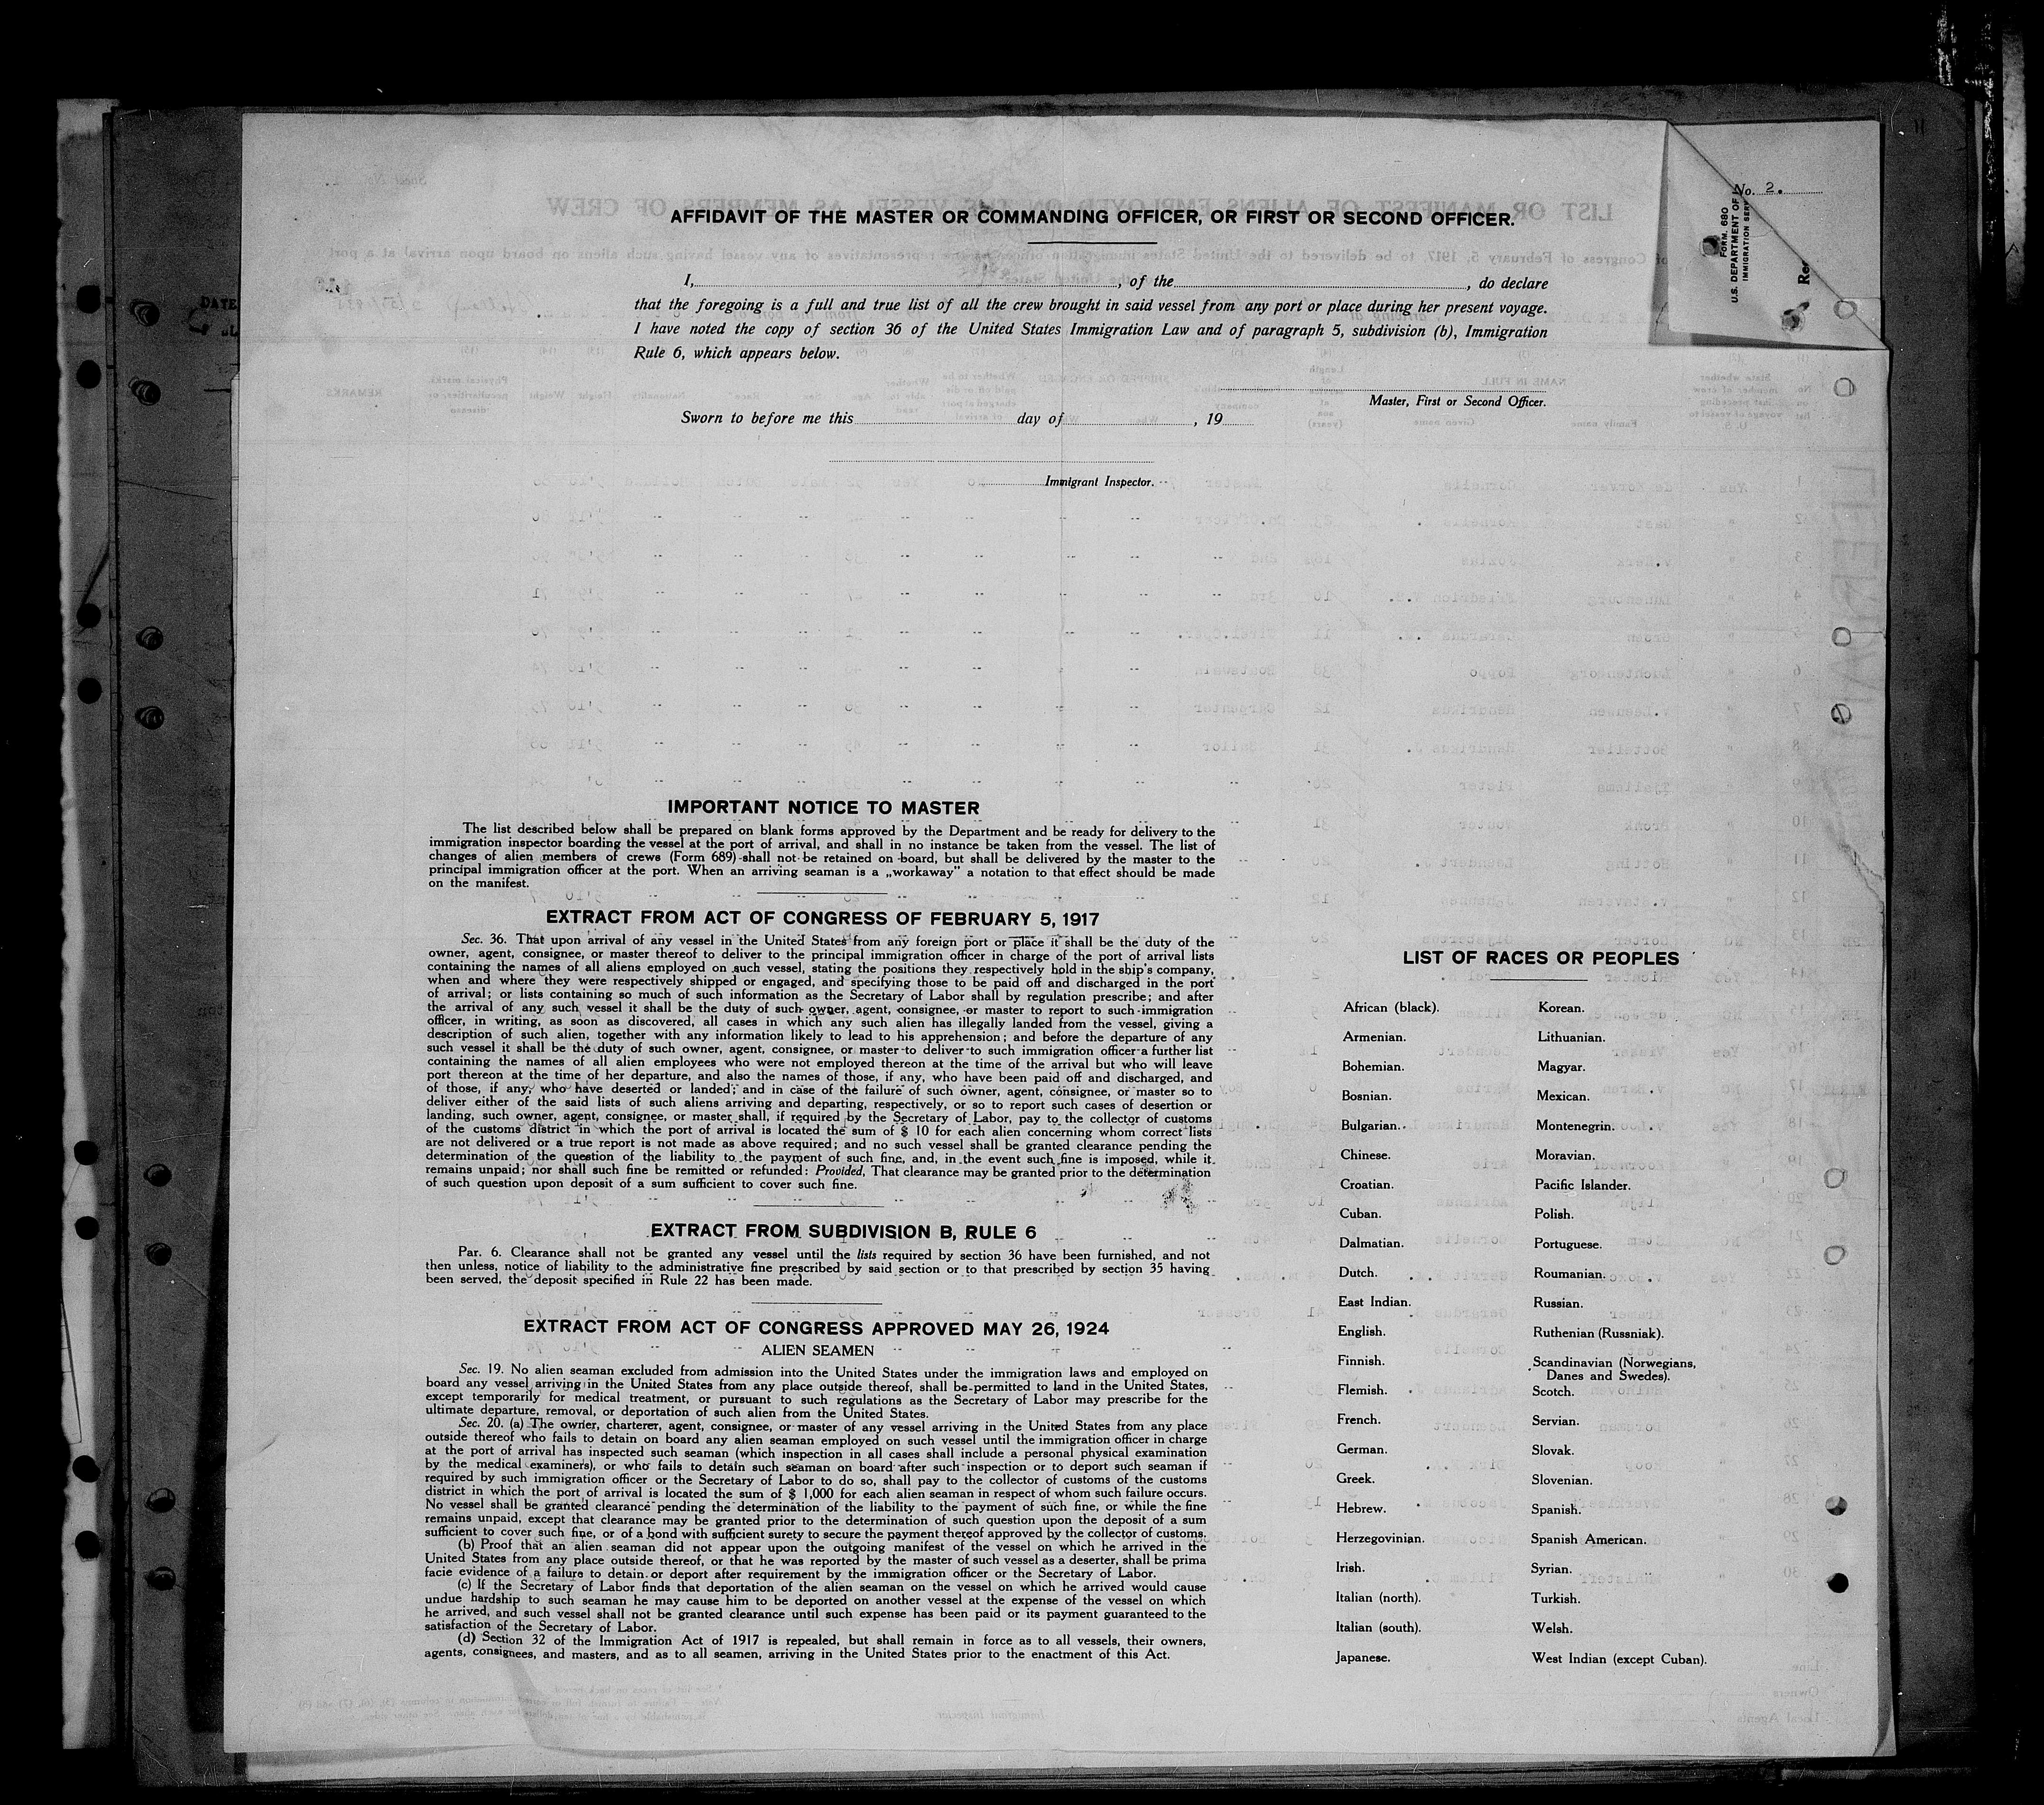 No. 2.
FORM 680
U.S. DEPARTMENT OF
IMMIGRATION SERV
DATE
AFFIDAVIT OF THE MASTER OR COMMANDING OFFICER, OR FIRST OR SECOND OFFICER.
I, , of the , do declare
that the foregoing is a full and true list of all the crew brought in said vessel from any port or place during her present voyage.
I have noted the copy of section 36 of the United States Immigration Law and of paragraph 5, subdivision (b), Immigration
Rule 6, which appears below.
Master, First or Second Officer.
Sworn to before me this day of , 19
Immigrant Inspector.
IMPORTANT NOTICE TO MASTER
The list described below shall be prepared on blank forms approved by the Department and be ready for delivery to the
immigration inspector boarding the vessel at the port of arrival, and shall in no instance be taken from the vessel. The list of
changes of alien members of crews (Form 689) shall not be retained on board, but shall be delivered by the master to the
principal immigration officer at the port. When an arriving seaman is a „workaway” a notation to that effect should be made
on the manifest.
EXTRACT FROM ACT OF CONGRESS OF FEBRUARY 5, 1917
Sec. 36. That upon arrival of any vessel in the United States from any foreign port or place it shall be the duty of the
owner, agent, consignee, or master thereof to deliver to the principal immigration officer in charge of the port of arrival lists
containing the names of all aliens employed on such vessel, stating the positions they respectively hold in the ship's company,
when and where they were respectively shipped or engaged, and specifying those to be paid off and discharged in the port
of arrival; or lists containing so much of such information as the Secretary of Labor shall by regulation prescribe; and after
the arrival of any such vessel it shall be the duty of such owner, agent, consignee, or master to report to such immigration
officer, in writing, as soon as discovered, all cases in which any such alien has illegally landed from the vessel, giving a
description of such alien, together with any information likely to lead to his apprehension; and before the departure of any
such vessel it shall be the duty of such owner, agent, consignee, or master to deliver to such immigration officer a further list
containing the names of all alien employees who were not employed thereon at the time of the arrival but who will leave
port thereon at the time of her departure, and also the names of those, if any, who have been paid off and discharged, and
of those, if any, who have deserted or landed; and in case of the failure of such owner, agent, consignee, or master so to
deliver either of the said lists of such aliens arriving and departing, respectively, or so to report such cases of desertion or
landing, such owner, agent, consignee, or master shall, if required by the Secretary of Labor, pay to the collector of customs
of the customs district in which the port of arrival is located the sum of $ 10 for each alien concerning whom correct lists
are not delivered or a true report is not made as above required; and no such vessel shall be granted clearance pending the
determination of the question of the liability to the payment of such fine, and, in the event such fine is imposed, while it
remains unpaid; nor shall such fine be remitted or refunded: Provided, That clearance may be granted prior to the determination
of such question upon deposit of a sum sufficient to cover such fine.
EXTRACT FROM SUBDIVISION B, RULE 6
Par. 6. Clearance shall not be granted any vessel until the lists required by section 36 have been furnished, and not
then unless, notice of liability to the administrative fine prescribed by said section or to that prescribed by section 35 having
been served, the deposit specified in Rule 22 has been made.
EXTRACT FROM ACT OF CONGRESS APPROVED MAY 26, 1924
ALIEN SEAMEN
Sec. 19. No alien seaman excluded from admission into the United States under the immigration laws and employed on
board any vessel arriving in the United States from any place outside thereof, shall be permitted to land in the United States,
except temporarily for medical treatment, or pursuant to such regulations as the Secretary of Labor may prescribe for the
ultimate departure, removal, or deportation of such alien from the United States.
Sec. 20. (a) The owner, charterer, agent, consignee, or master of any vessel arriving in the United States from any place
outside thereof who fails to detain on board any alien seaman employed on such vessel until the immigration officer in charge
at the port of arrival has inspected such seaman (which inspection in all cases shall include a personal physical examination
by the medical examiners), or who fails to detain such seaman on board after such inspection or to deport such seaman if
required by such immigration officer or the Secretary of Labor to do so, shall pay to the collector of customs of the customs
district in which the port of arrival is located the sum of $ 1,000 for each alien seaman in respect of whom such failure occurs.
No vessel shall be granted clearance pending the determination of the liability to the payment of such fine, or while the fine
remains unpaid, except that clearance may be granted prior to the determination of such question upon the deposit of a sum
sufficient to cover such fine, or of a bond with sufficient surety to secure the payment thereof approved by the collector of customs.
(b) Proof that an alien seaman did not appear upon the outgoing manifest of the vessel on which he arrived in the
United States from any place outside thereof, or that he was reported by the master of such vessel as a deserter, shall be prima
facie evidence of a failure to detain or deport after requirement by the immigration officer or the Secretary of Labor.
(c) If the Secretary of Labor finds that deportation of the alien seaman on the vessel on which he arrived would cause
undue hardship to such seaman he may cause him to be deported on another vessel at the expense of the vessel on which
he arrived, and such vessel shall not be granted clearance until such expense has been paid or its payment guaranteed to the
satisfaction of the Secretary of Labor.
(d) Section 32 of the Immigration Act of 1917 is repealed, but shall remain in force as to all vessels, their owners,
agents, consignees, and masters, and as to all seamen, arriving in the United States prior to the enactment of this Act.
LIST OF RACES OR PEOPLES
African (black).
Armenian.
Bohemian.
Bosnian.
Bulgarian.
Chinese.
Croatian.
Cuban.
Dalmatian.
Dutch.
East Indian.
English.
Finnish.
Flemish.
French.
German.
Greek.
Hebrew.
Herzegovinian.
Irish.
Italian (north).
Italian (south).
Japanese.
Korean.
Lithuanian.
Magyar.
Mexican.
Montenegrin.
Moravian.
Pacific Islander.
Polish.
Portuguese.
Roumanian.
Russian.
Ruthenian (Russniak).
Scandinavian (Norwegians,
Danes and Swedes).
Scotch.
Servian.
Slovak.
Slovenian.
Spanish.
Spanish American.
Syrian.
Turkish.
Welsh.
West Indian (except Cuban).